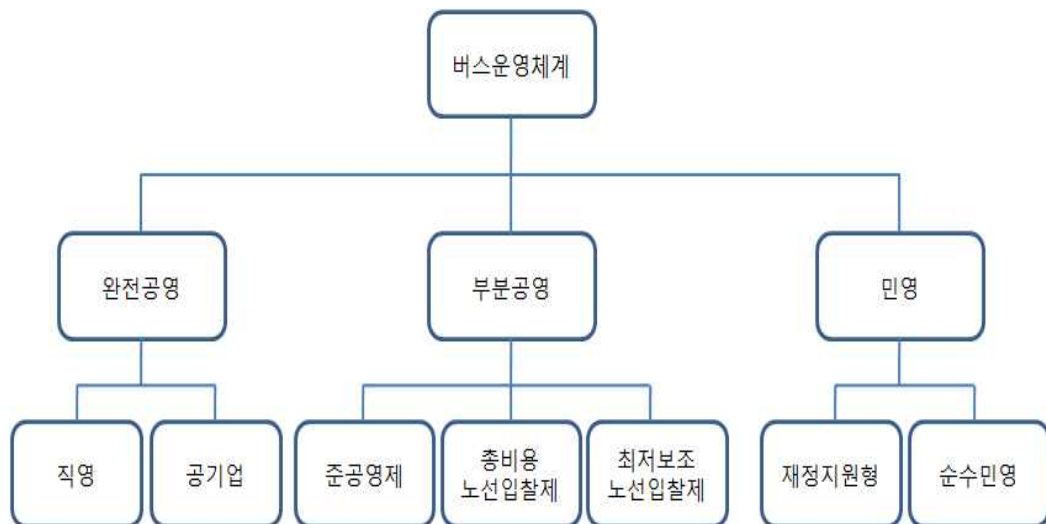 버스운영체계
완전공영
부분공영
민영
직영
공기업
준공영제
총비용
노선입찰제
최저보조
노선입찰제
재정지원형
순수민영